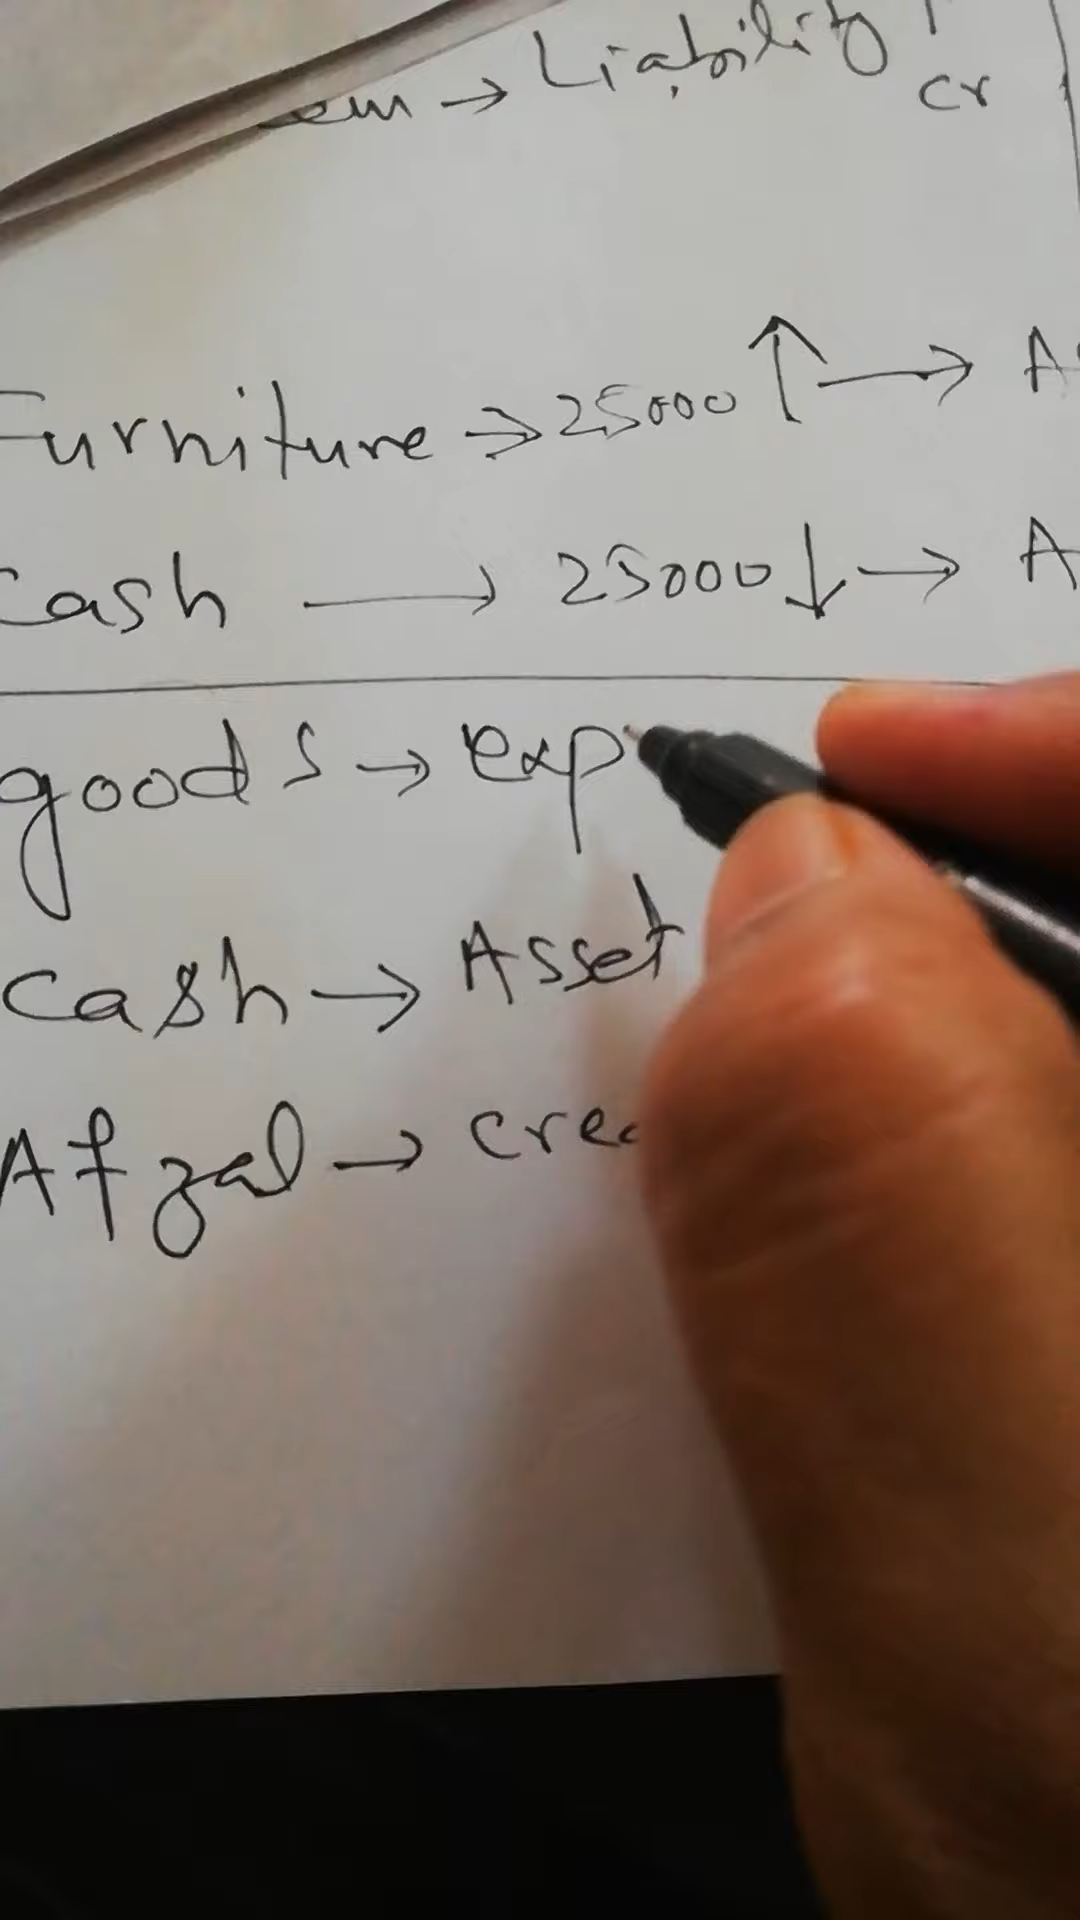 → Liability
cr
Furniture → 25000 ↑ → A
Cash → 25000 ↓ → A
goods → exp
Cash → Asset
Afzal → cre